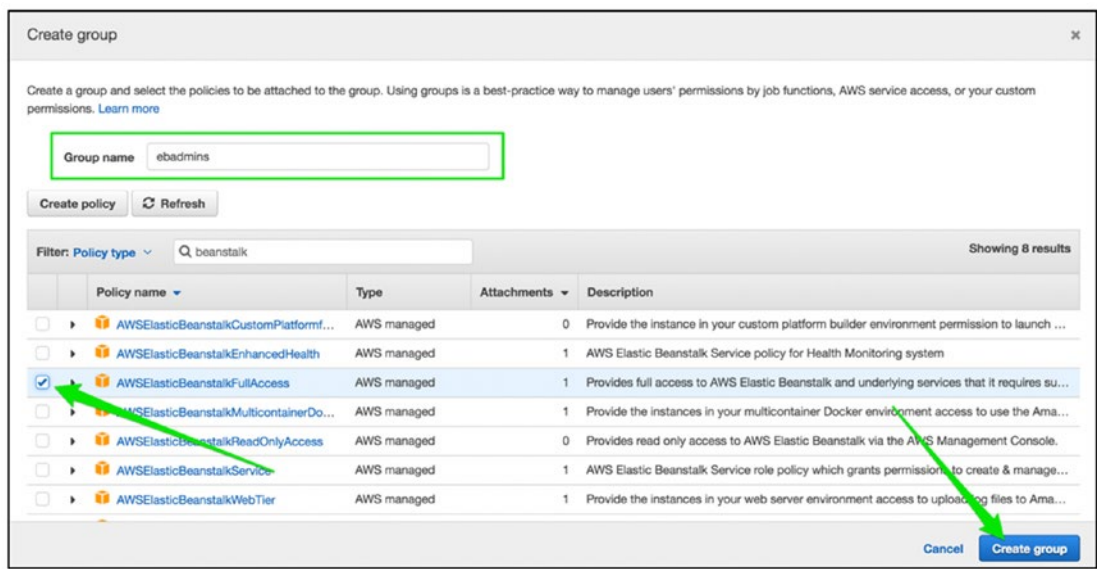 Create group
Create a group and select the policies to be attached to the group. Using groups is a best-practice way to manage users' permissions by job functions, AWS service access, or your custom
permissions. Learn more
Group name ebadmins
Create policy Refresh
Filter: Policy type beanstalk Showing 8 results
Policy name Type Attachments Description
AWSElasticBeanstalkCustomPlatformf... AWS managed 0 Provide the instance in your custom platform builder environment permission to launch ...
AWSElasticBeanstalkEnhancedHealth AWS managed 1 AWS Elastic Beanstalk Service policy for Health Monitoring system
AWSElasticBeanstalkFullAccess AWS managed 1 Provides full access to AWS Elastic Beanstalk and underlying services that it requires su...
AWSElasticBeanstalkMulticontainerDo... AWS managed 1 Provide the instances in your multicontainer Docker environment access to use the Ama...
AWSElasticBeanstalkReadOnlyAccess AWS managed 0 Provides read only access to AWS Elastic Beanstalk via the AWS Management Console.
AWSElasticBeanstalkService AWS managed 1 AWS Elastic Beanstalk Service role policy which grants permissions to create & manage...
AWSElasticBeanstalkWebTier AWS managed 1 Provide the instances in your web server environment access to upload log files to Ama...
Cancel Create group